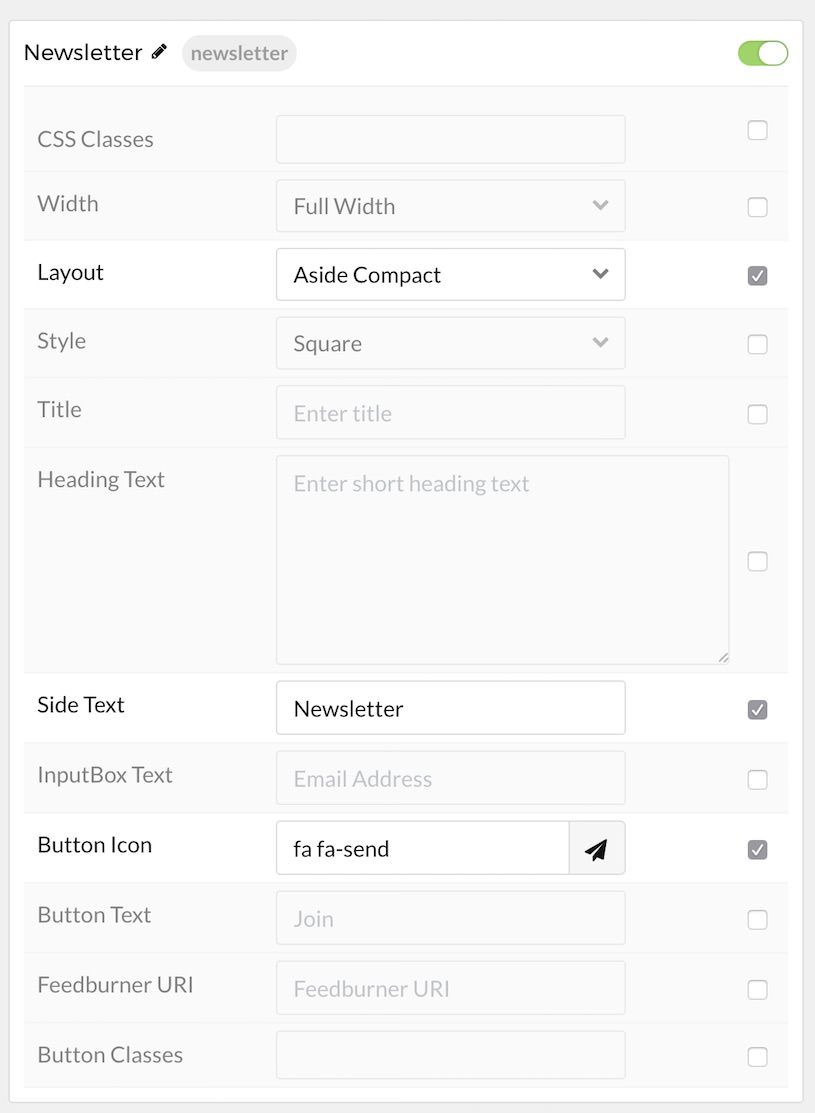 Newsletter newsletter
CSS Classes
Width Full Width
Layout Aside Compact
Style Square
Title Enter title
Heading Text Enter short heading text
Side Text Newsletter
InputBox Text Email Address
Button Icon fa fa-send
Button Text Join
Feedburner URI Feedburner URI
Button Classes